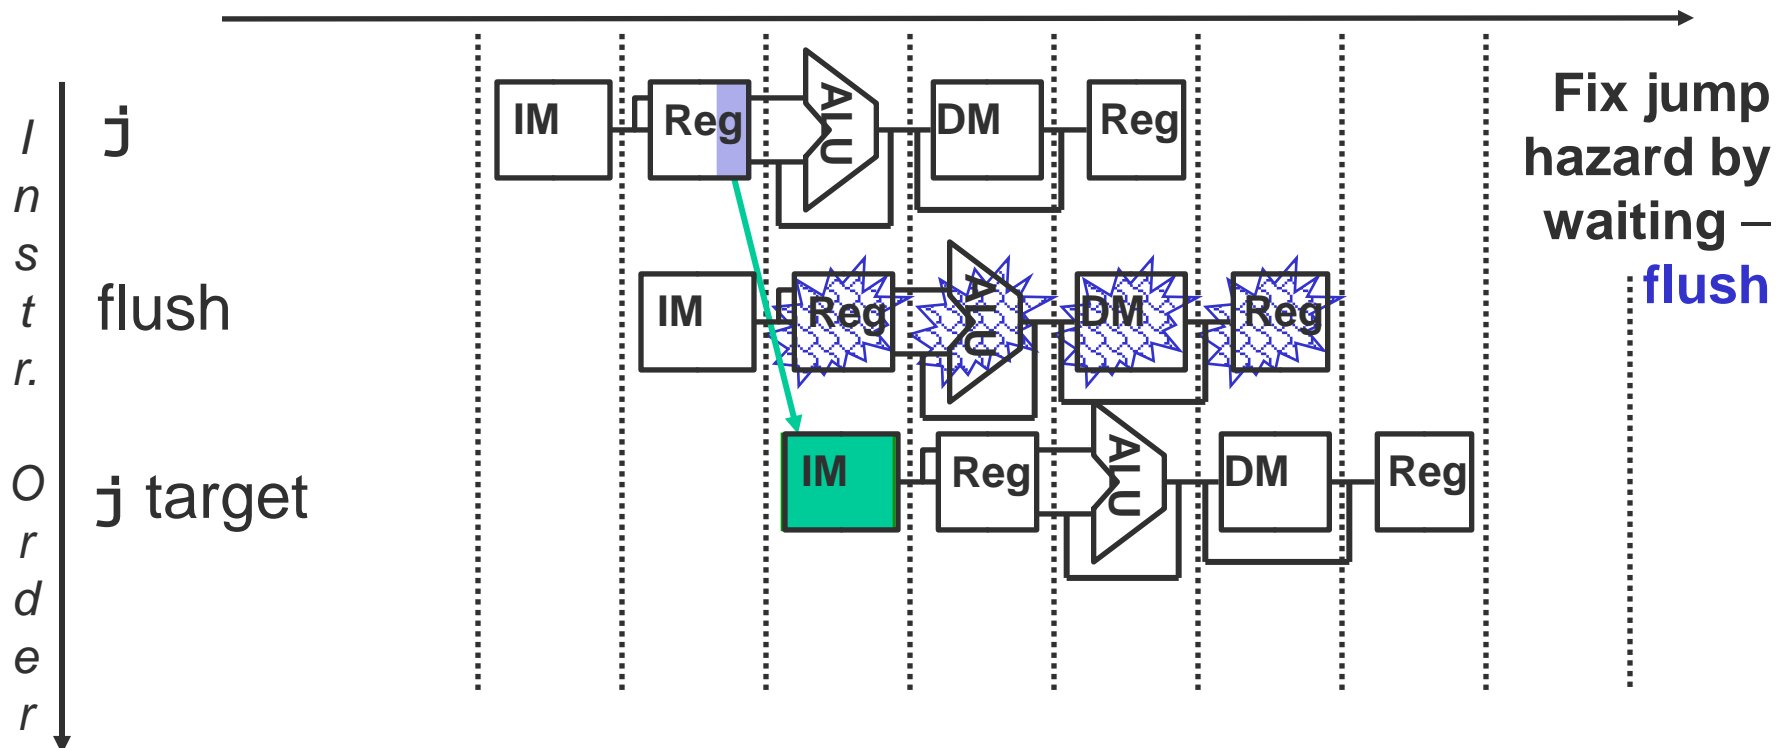 I
n
s
t
r.
O
r
d
e
r
j
IM
Reg
ALU
DM
Reg
Fix jump
hazard by
waiting –
flush
flush
IM
Reg
ALU
DM
Reg
j target
IM
Reg
ALU
DM
Reg